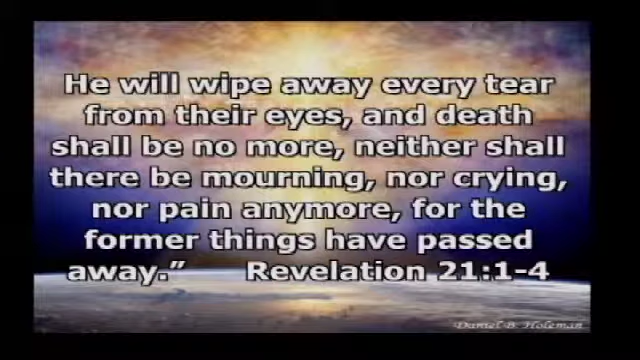 He will wipe away every tear
from their eyes, and death
shall be no more, neither shall
there be mourning, nor crying,
nor pain anymore, for the
former things have passed
away.” Revelation 21:1-4
Daniel B. Holeman